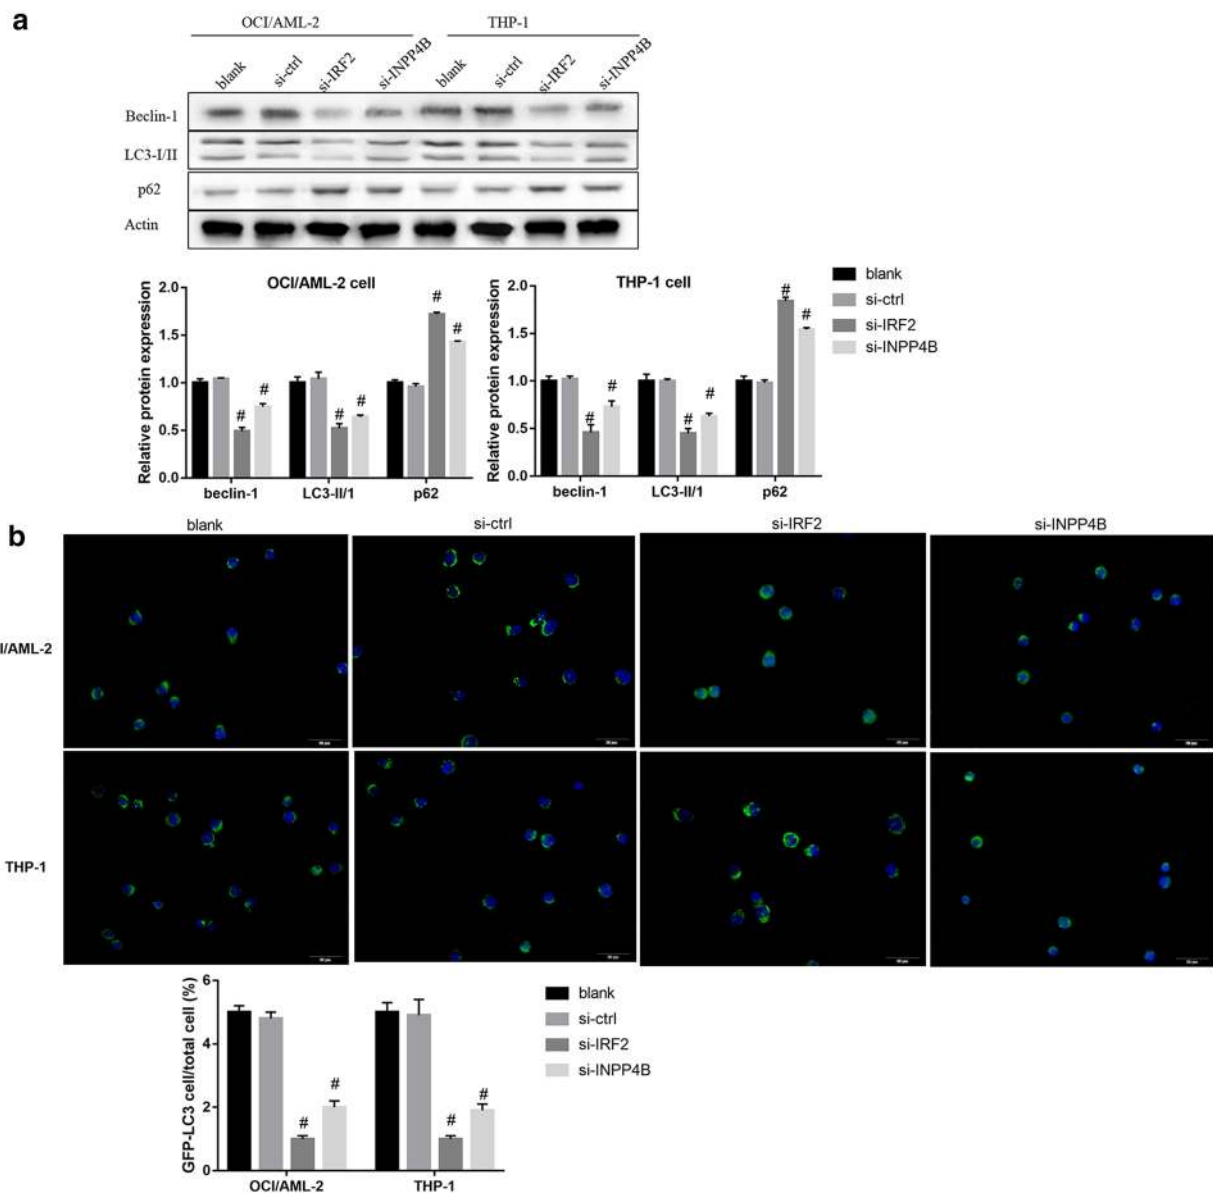 a
OCI/AML-2 THP-1
blank si-ctrl si-IRF2 si-INPP4B blank si-ctrl si-IRF2 si-INPP4B
Beclin-1
LC3-I/II
p62
Actin
OCI/AML-2 cell
Relative protein expression
2.0
1.5
1.0
0.5
0.0
# # # # # #
beclin-1 LC3-II/1 p62
THP-1 cell
Relative protein expression
2.0
1.5
1.0
0.5
0.0
# # # # # #
beclin-1 LC3-II/1 p62
blank
si-ctrl
si-IRF2
si-INPP4B
b
blank si-ctrl si-IRF2 si-INPP4B
I/AML-2
THP-1
GFP-LC3 cell/total cell (%)
6
4
2
0
# # # #
OCI/AML-2 THP-1
blank
si-ctrl
si-IRF2
si-INPP4B